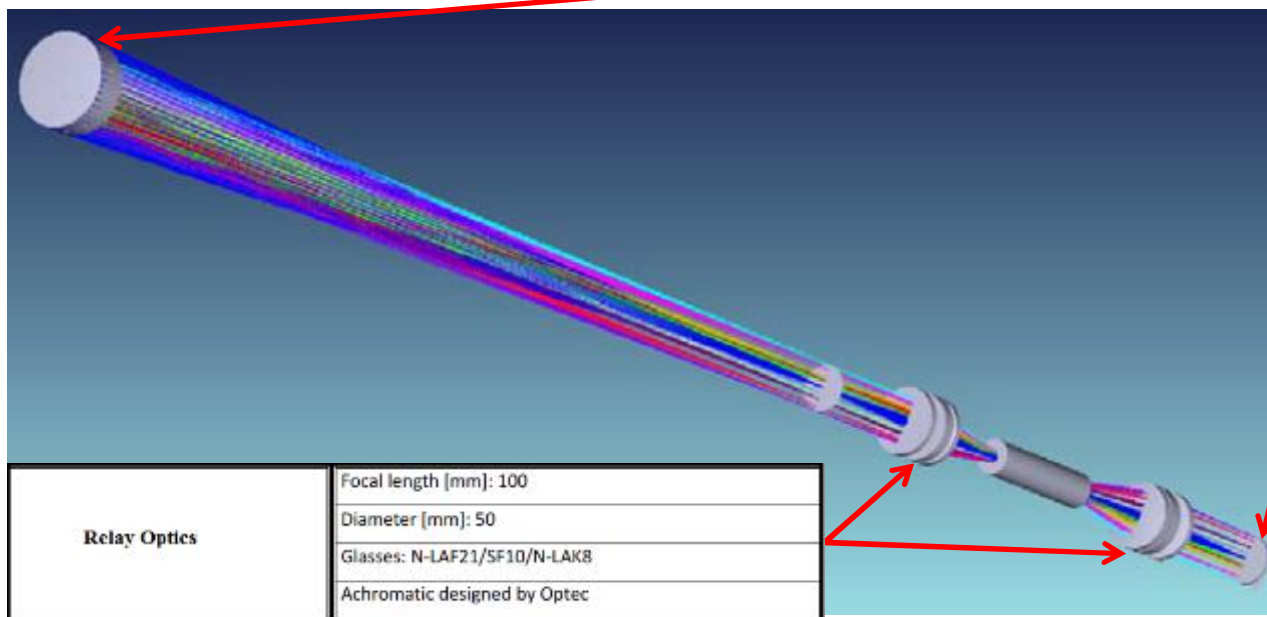 Relay Optics
Focal length [mm]: 100
Diameter [mm]: 50
Glasses: N-LAF21/SF10/N-LAK8
Achromatic designed by Optec